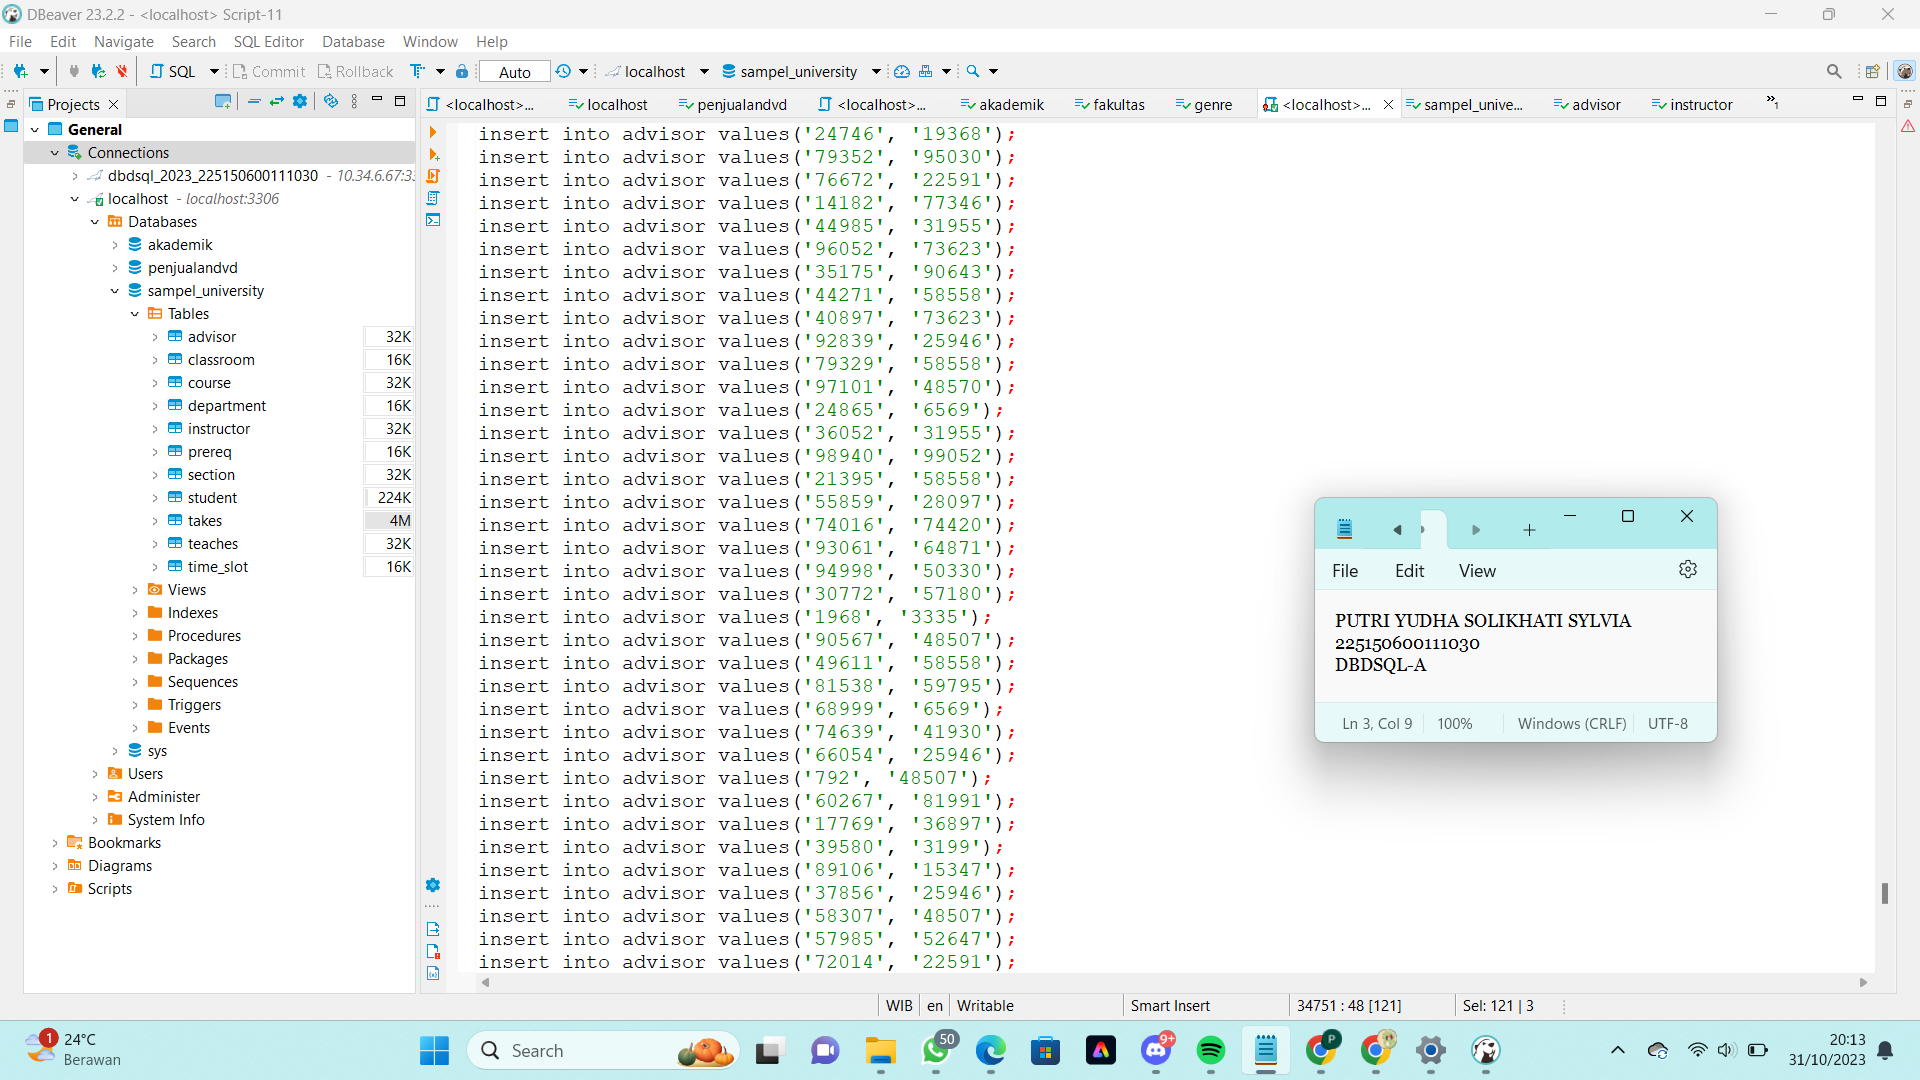 DBeaver 23.2.2 - <localhost> Script-11
File Edit Navigate Search SQL Editor Database Window Help
SQL Commit Rollback Auto localhost sampel_university
Projects
<localhost>... localhost penjualandvd <localhost>... akademik fakultas genre <localhost>... sampel_unive... advisor instructor »1
General
Connections
dbdsql_2023_225150600111030 - 10.34.6.67:33
localhost - localhost:3306
Databases
akademik
penjualandvd
sampel_university
Tables
advisor 32K
classroom 16K
course 32K
department 16K
instructor 32K
prereq 16K
section 32K
student 224K
takes 4M
teaches 32K
time_slot 16K
Views
Indexes
Procedures
Packages
Sequences
Triggers
Events
sys
Users
Administer
System Info
Bookmarks
Diagrams
Scripts
insert into advisor values('24746', '19368');
insert into advisor values('79352', '95030');
insert into advisor values('76672', '22591');
insert into advisor values('14182', '77346');
insert into advisor values('44985', '31955');
insert into advisor values('96052', '73623');
insert into advisor values('35175', '90643');
insert into advisor values('44271', '58558');
insert into advisor values('40897', '73623');
insert into advisor values('92839', '25946');
insert into advisor values('79329', '58558');
insert into advisor values('97101', '48570');
insert into advisor values('24865', '6569');
insert into advisor values('36052', '31955');
insert into advisor values('98940', '99052');
insert into advisor values('21395', '58558');
insert into advisor values('55859', '28097');
insert into advisor values('74016', '74420');
insert into advisor values('93061', '64871');
insert into advisor values('94998', '50330');
insert into advisor values('30772', '57180');
insert into advisor values('1968', '3335');
insert into advisor values('90567', '48507');
insert into advisor values('49611', '58558');
insert into advisor values('81538', '59795');
insert into advisor values('68999', '6569');
insert into advisor values('74639', '41930');
insert into advisor values('66054', '25946');
insert into advisor values('792', '48507');
insert into advisor values('60267', '81991');
insert into advisor values('17769', '36897');
insert into advisor values('39580', '3199');
insert into advisor values('89106', '15347');
insert into advisor values('37856', '25946');
insert into advisor values('58307', '48507');
insert into advisor values('57985', '52647');
insert into advisor values('72014', '22591');
File Edit View
PUTRI YUDHA SOLIKHATI SYLVIA
225150600111030
DBDSQL-A
Ln 3, Col 9 100% Windows (CRLF) UTF-8
WIB en Writable Smart Insert 34751 : 48 [121] Sel: 121 | 3
1 24°C
Berawan
Search
50
9+
P
20:13
31/10/2023